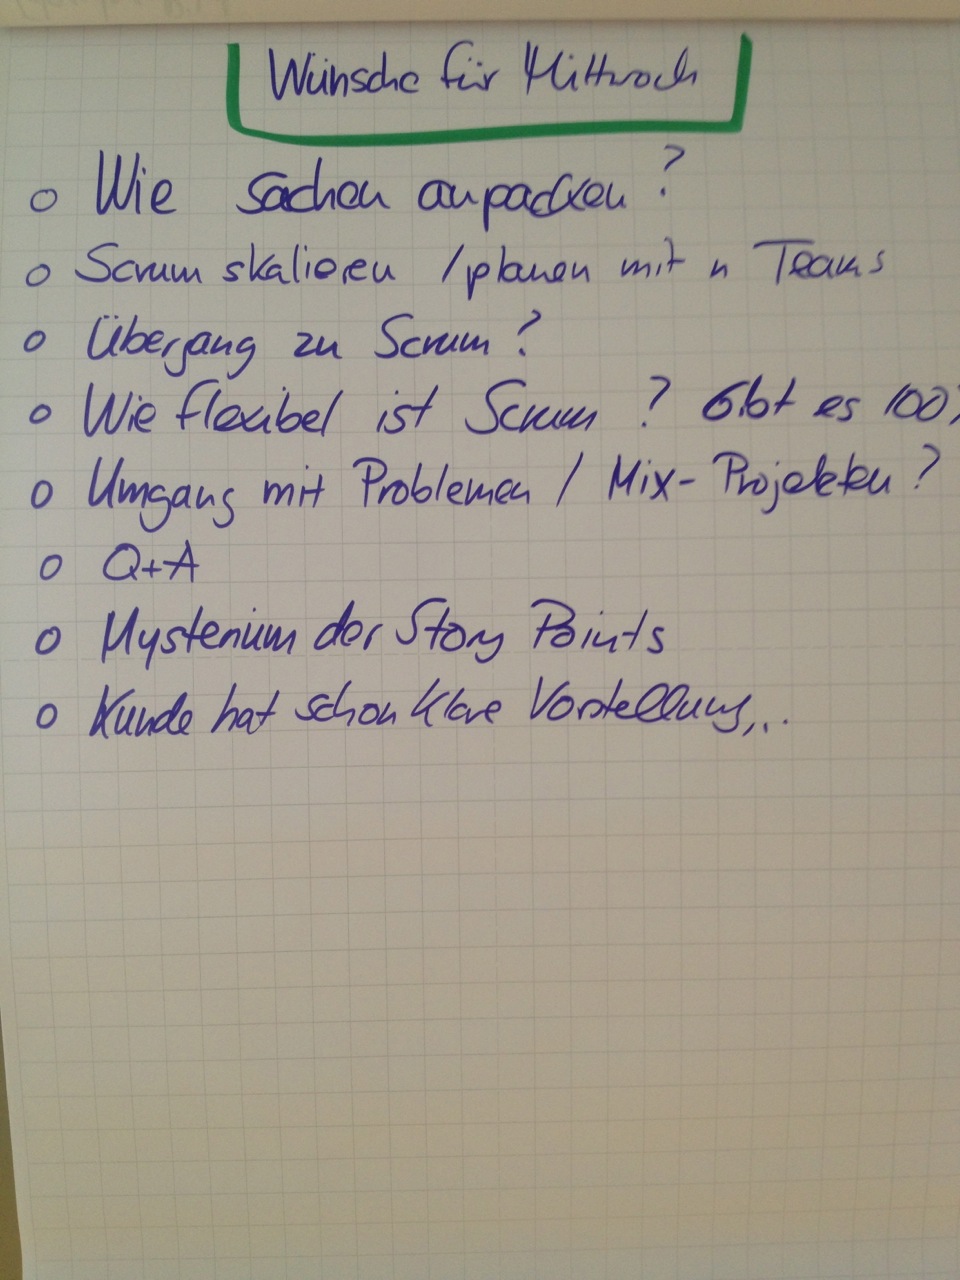 Wünsche für Mittwoch
o Wie sachen anpacken?
o Scrum skalieren / planen mit n Teams
o Übergang zu Scrum?
o Wie flexibel ist Scrum? Gibt es 100%
o Umgang mit Problemen / Mix-Projekten?
o Q+A
o Mysterium der Story Points
o Kunde hat schon klare Vorstellung...